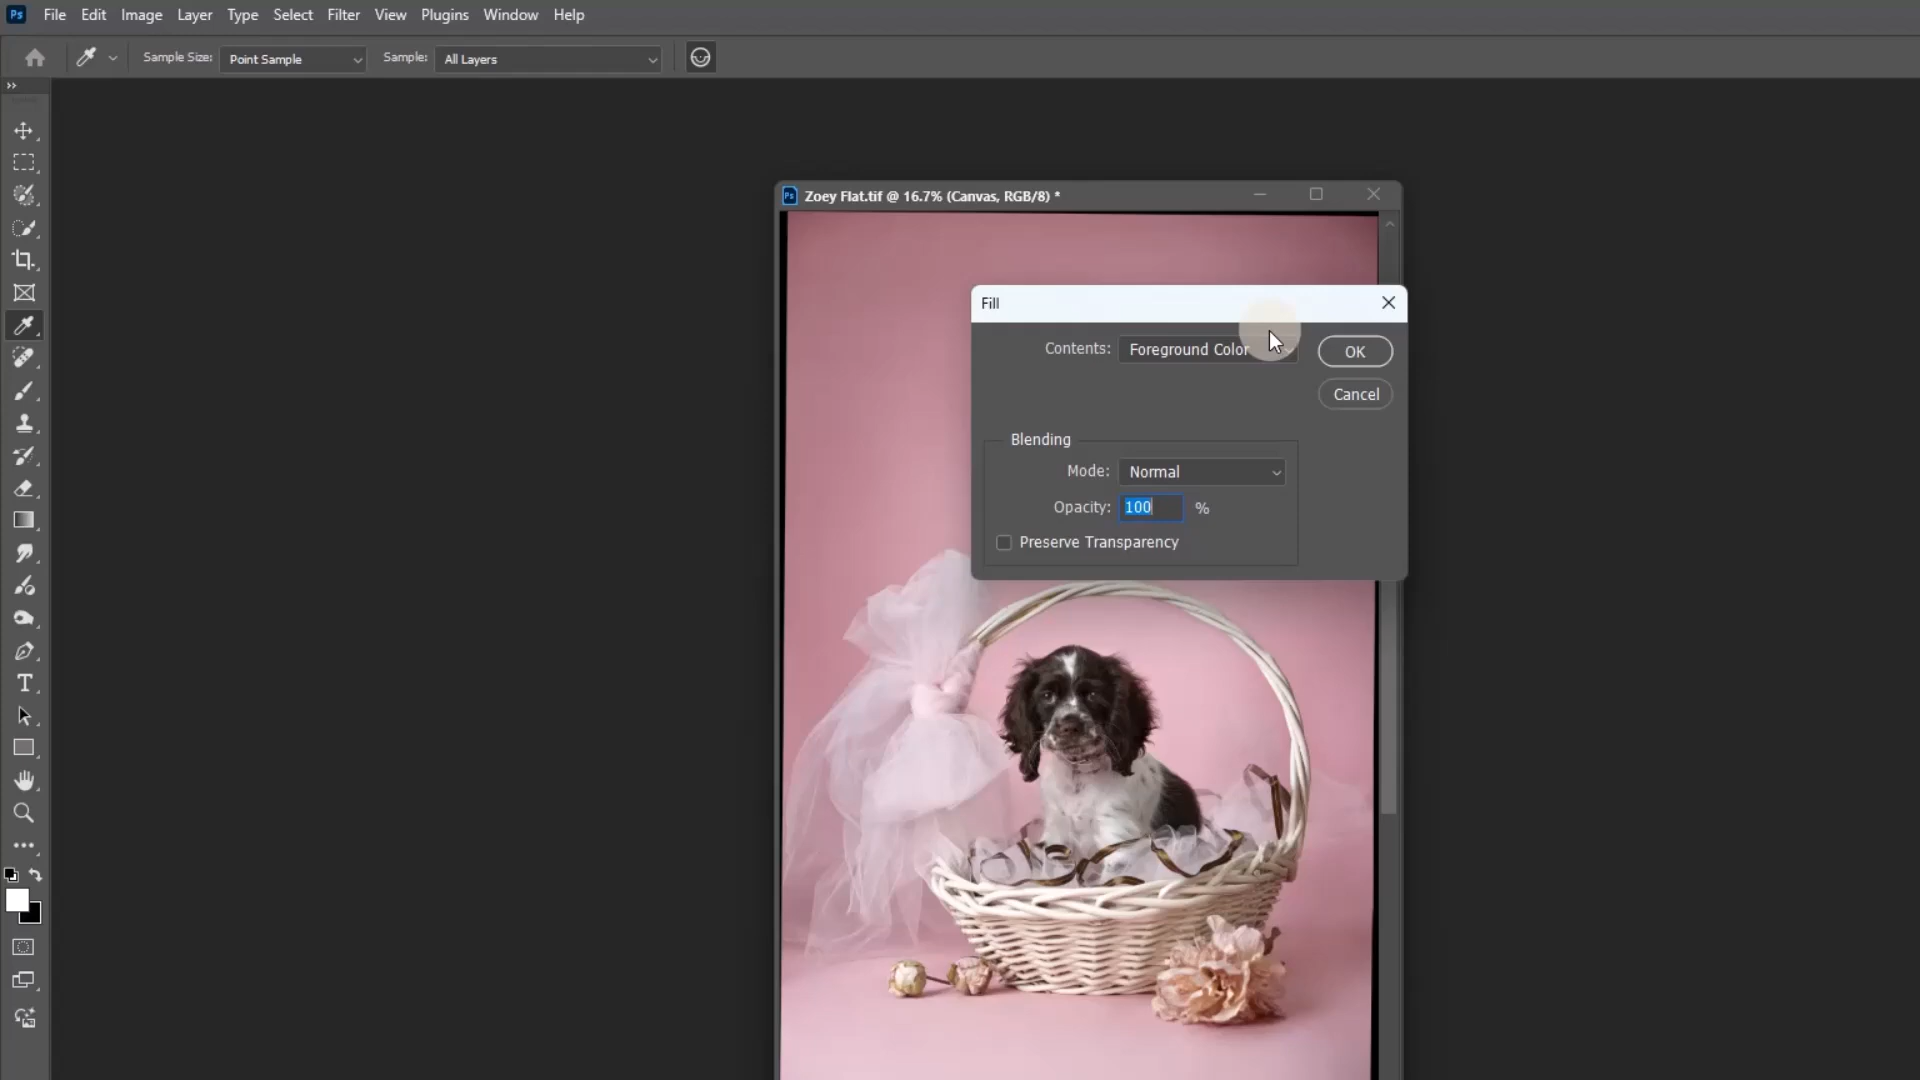 Ps File Edit Image Layer Type Select Filter View Plugins Window Help
Sample Size: Point Sample Sample: All Layers
Ps Zoey Flat.tif @ 16.7% (Canvas, RGB/8) *
Fill
Contents: Foreground Color OK
Cancel
Blending
Mode: Normal
Opacity: 100 %
Preserve Transparency